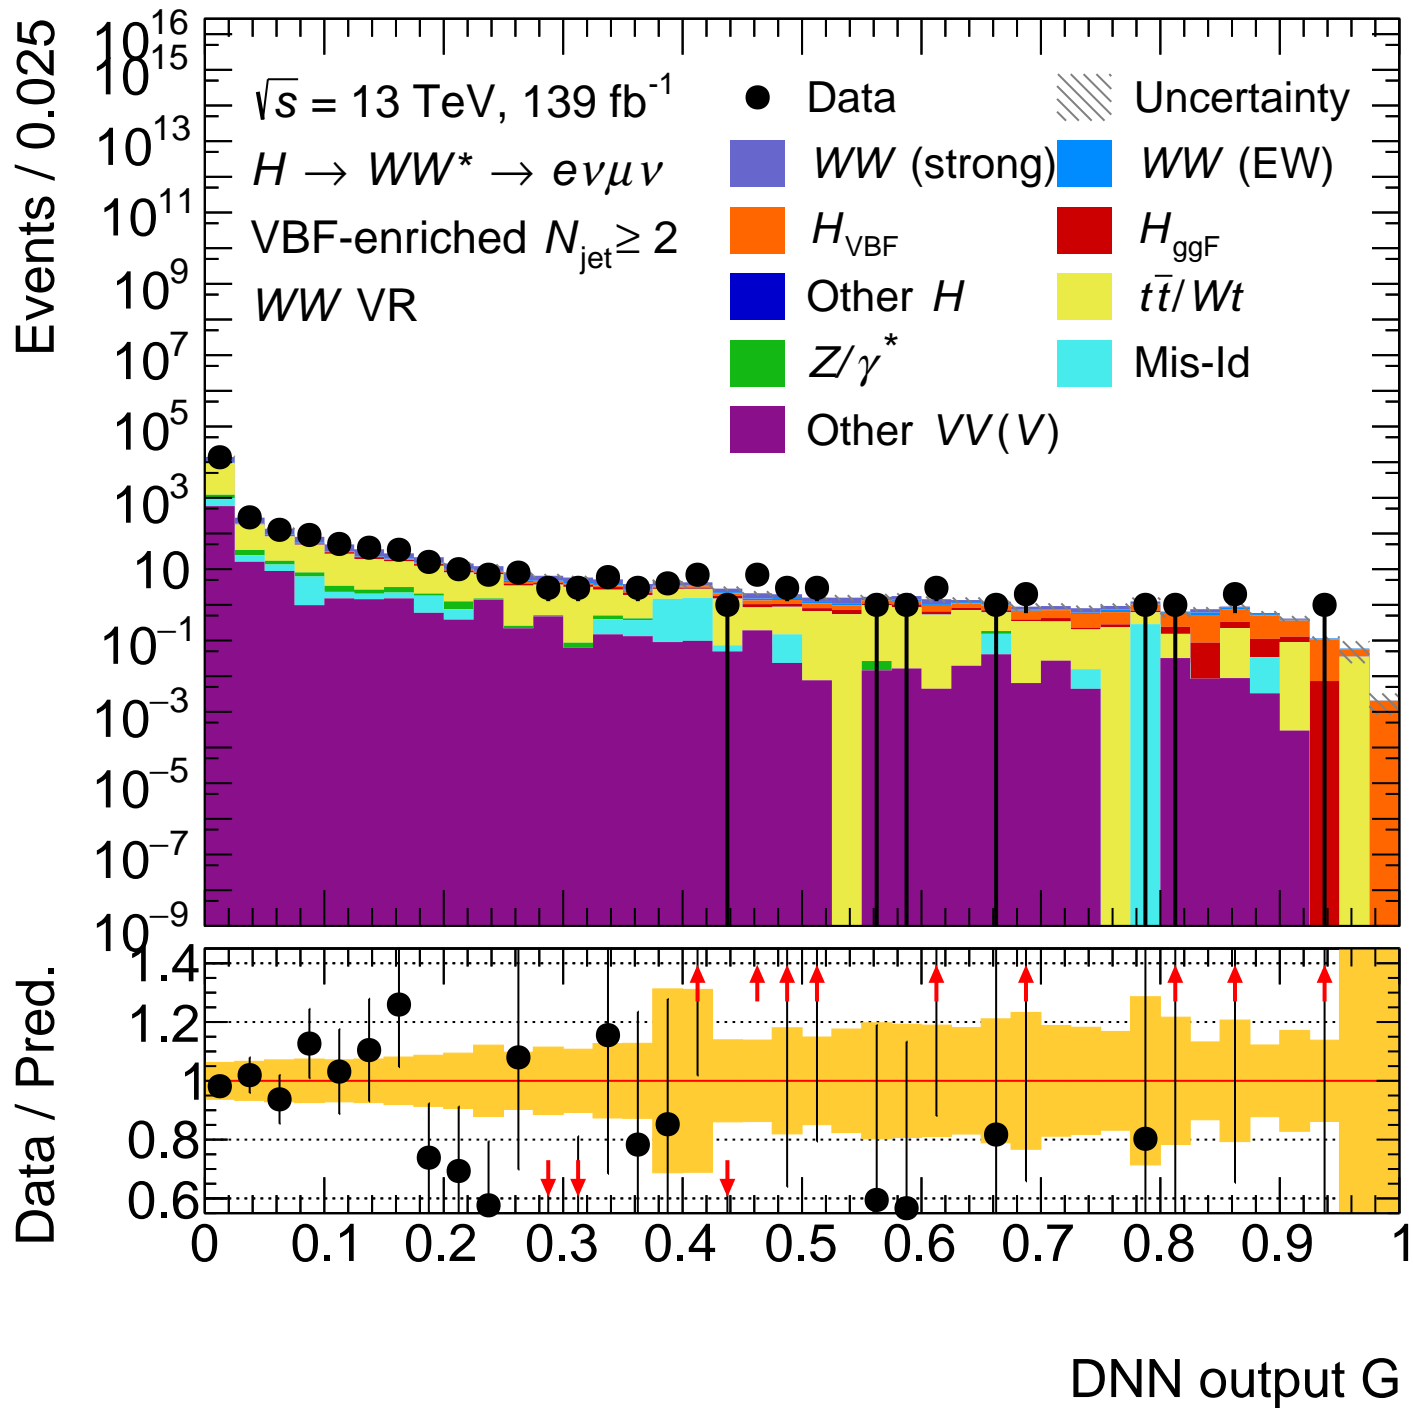 Events / 0.025
10^16
10^15
10^13
10^11
10^9
10^7
10^5
10^3
10
10^−1
10^−3
10^−5
10^−7
10^−9
√s = 13 TeV, 139 fb^-1
H → WW* → eνμν
VBF-enriched N_jet ≥ 2
WW VR
Data
Uncertainty
WW (strong)
WW (EW)
H_VBF
H_ggF
Other H
tt̄/Wt
Z/γ*
Mis-Id
Other VV(V)
Data / Pred.
1.4
1.2
1
0.8
0.6
0 0.1 0.2 0.3 0.4 0.5 0.6 0.7 0.8 0.9 1
DNN output G